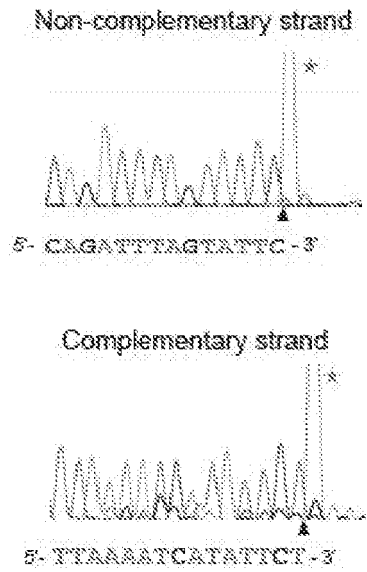 Non-complementary strand
*
5'- CAGATTTAGTATTC -3'
Complementary strand
*
5'- TTAAAATCATATTCT -3'